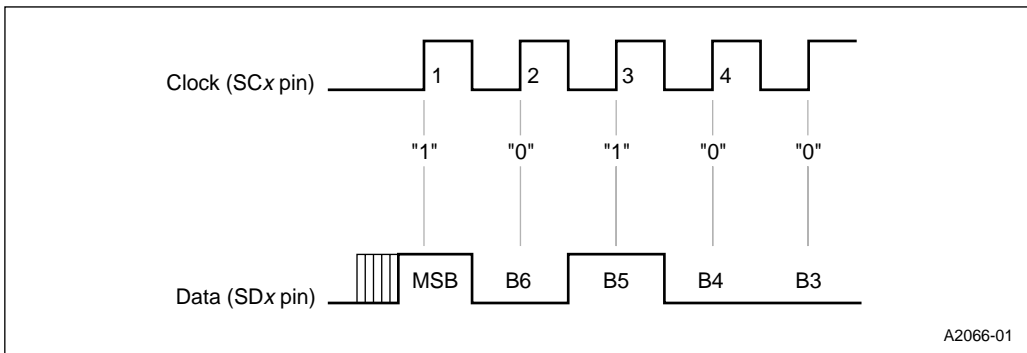 Clock (SCx pin)
1 2 3 4
"1" "0" "1" "0" "0"
MSB B6 B5 B4 B3
Data (SDx pin)
A2066-01